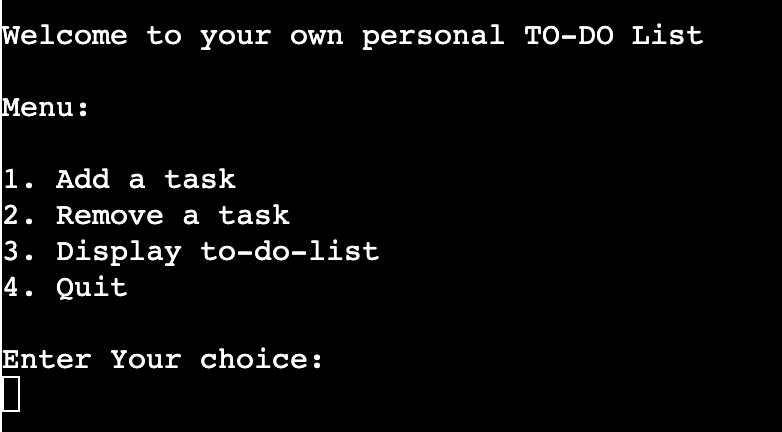 Welcome to your own personal TO-DO List
Menu:
1. Add a task
2. Remove a task
3. Display to-do-list
4. Quit
Enter Your choice: